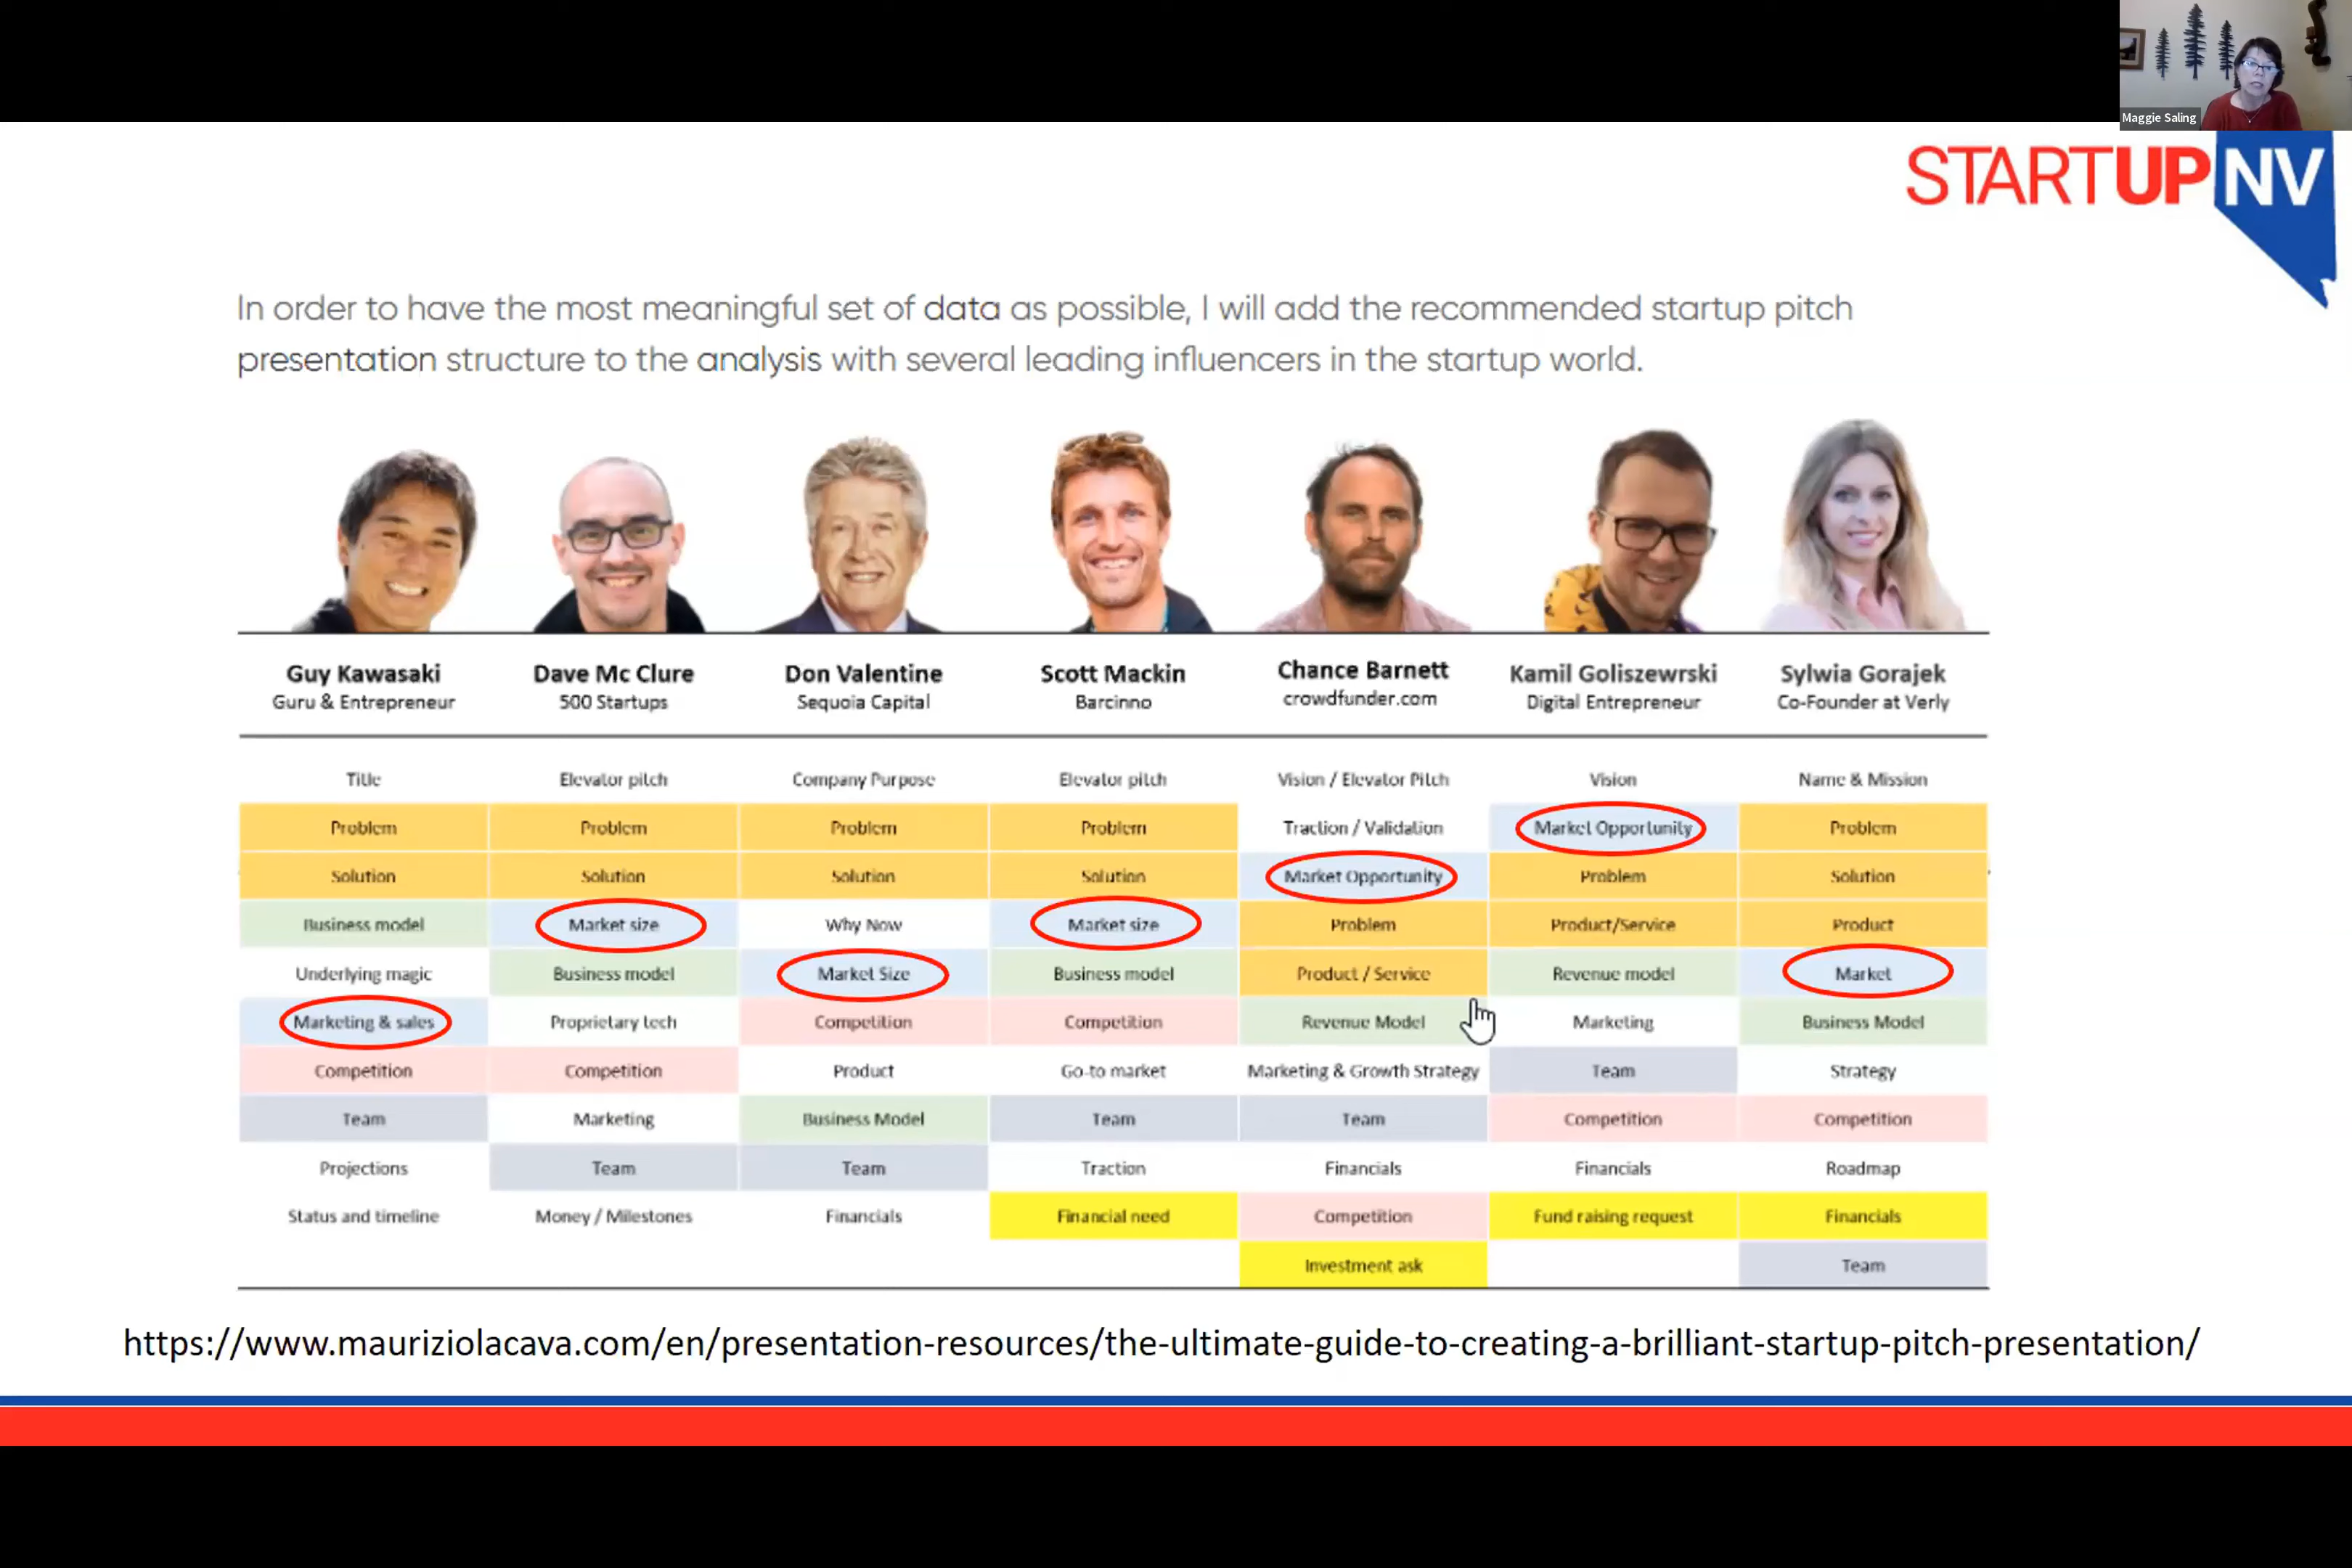 Maggie Saling
STARTUPNV
In order to have the most meaningful set of data as possible, I will add the recommended startup pitch
presentation structure to the analysis with several leading influencers in the startup world.
Guy Kawasaki Dave Mc Clure Don Valentine Scott Mackin Chance Barnett Kamil Goliszewrski Sylwia Gorajek
Guru & Entrepreneur 500 Startups Sequoia Capital Barcinno crowdfunder.com Digital Entrepreneur Co-Founder at Verly
Title Elevator pitch Company Purpose Elevator pitch Vision / Elevator Pitch Vision Name & Mission
Problem Problem Problem Problem Traction / Validation Market Opportunity Problem
Solution Solution Solution Solution Market Opportunity Problem Solution
Business model Market size Why Now Market size Problem Product/Service Product
Underlying magic Business model Market Size Business model Product / Service Revenue model Market
Marketing & sales Proprietary tech Competition Competition Revenue Model Marketing Business Model
Competition Competition Product Go-to market Marketing & Growth Strategy Team Strategy
Team Marketing Business Model Team Team Competition Competition
Projections Team Team Traction Financials Financials Roadmap
Status and timeline Money / Milestones Financials Financial need Competition Fund raising request Financials
Investment ask Team
https://www.mauriziolacava.com/en/presentation-resources/the-ultimate-guide-to-creating-a-brilliant-startup-pitch-presentation/